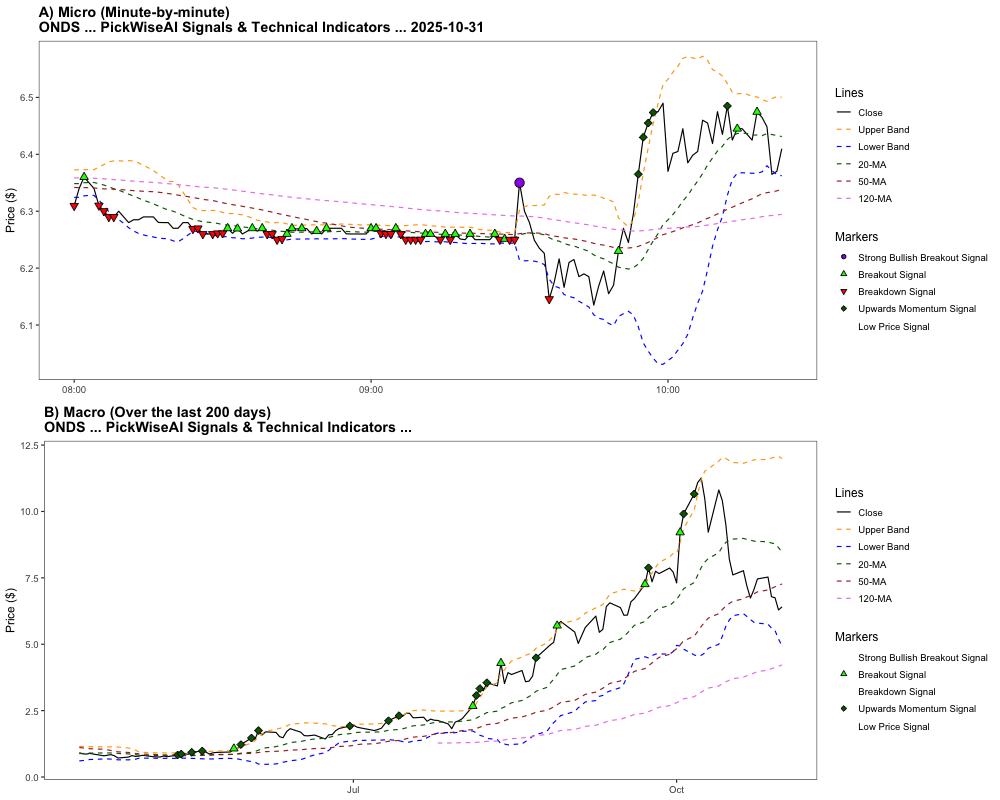 A) Micro (Minute-by-minute)
ONDS ... PickWiseAI Signals & Technical Indicators ... 2025-10-31
Price ($)
6.5
6.4
6.3
6.2
6.1
08:00
09:00
10:00
Lines
Close
Upper Band
Lower Band
20-MA
50-MA
120-MA
Markers
Strong Bullish Breakout Signal
Breakout Signal
Breakdown Signal
Upwards Momentum Signal
Low Price Signal
B) Macro (Over the last 200 days)
ONDS ... PickWiseAI Signals & Technical Indicators ...
Price ($)
12.5
10.0
7.5
5.0
2.5
0.0
Jul
Oct
Lines
Close
Upper Band
Lower Band
20-MA
50-MA
120-MA
Markers
Strong Bullish Breakout Signal
Breakout Signal
Breakdown Signal
Upwards Momentum Signal
Low Price Signal